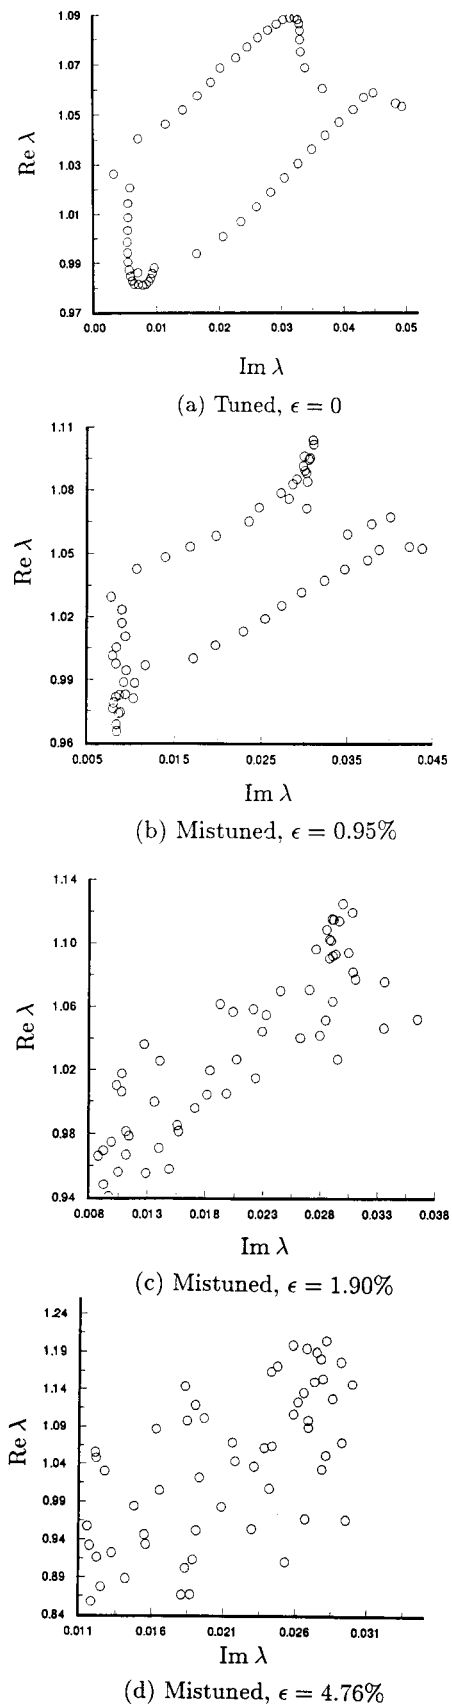 1.09
1.07
1.05
1.03
1.01
0.99
0.97
Re λ
0.00 0.01 0.02 0.03 0.04 0.05
Im λ
(a) Tuned, ϵ = 0
1.11
1.08
1.05
1.02
0.99
0.96
Re λ
0.005 0.015 0.025 0.035 0.045
Im λ
(b) Mistuned, ϵ = 0.95%
1.14
1.10
1.06
1.02
0.98
0.94
Re λ
0.008 0.013 0.018 0.023 0.028 0.033 0.038
Im λ
(c) Mistuned, ϵ = 1.90%
1.24
1.19
1.14
1.09
1.04
0.99
0.94
0.89
0.84
Re λ
0.011 0.016 0.021 0.026 0.031
Im λ
(d) Mistuned, ϵ = 4.76%